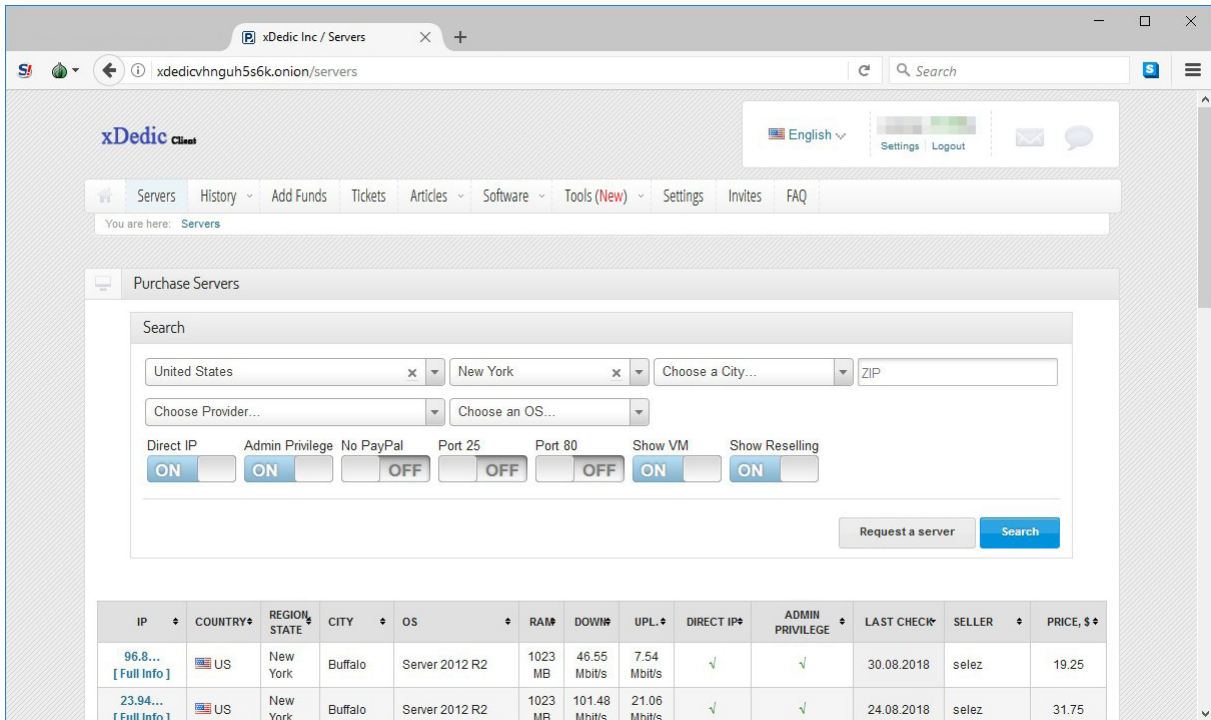 xDedic Inc / Servers
xdedicvhnguh5s6k.onion/servers
Search
xDedic Client
English
Settings Logout
Servers History Add Funds Tickets Articles Software Tools (New) Settings Invites FAQ
You are here: Servers
Purchase Servers
Search
United States New York Choose a City... ZIP
Choose Provider... Choose an OS...
Direct IP Admin Privilege No PayPal Port 25 Port 80 Show VM Show Reselling
ON ON OFF OFF OFF ON ON
Request a server Search
IP COUNTRY REGION, STATE CITY OS RAM DOWN. UPL. DIRECT IP ADMIN PRIVILEGE LAST CHECK SELLER PRICE, $
96.8... [ Full Info ] US New York Buffalo Server 2012 R2 1023 MB 46.55 Mbit/s 7.54 Mbit/s √ √ 30.08.2018 selez 19.25
23.94... [ Full Info ] US New York Buffalo Server 2012 R2 1023 MB 101.48 Mbit/s 21.06 Mbit/s √ √ 24.08.2018 selez 31.75